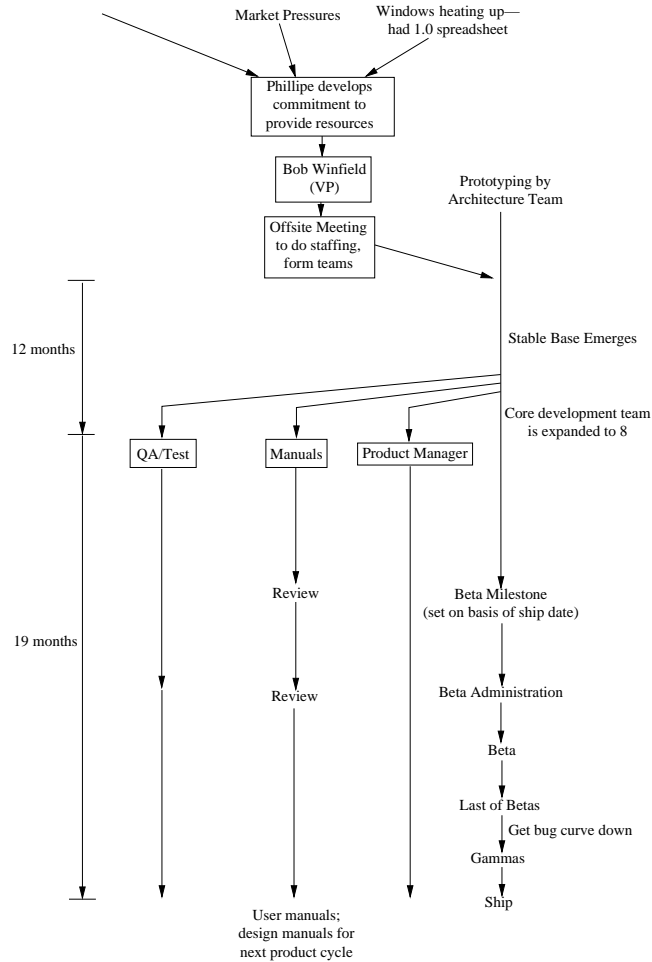 Market Pressures
Windows heating up—
had 1.0 spreadsheet
Phillipe develops
commitment to
provide resources
Bob Winfield
(VP)
Prototyping by
Architecture Team
Offsite Meeting
to do staffing,
form teams
12 months
Stable Base Emerges
Core development team
is expanded to 8
QA/Test
Manuals
Product Manager
Review
Beta Milestone
(set on basis of ship date)
19 months
Review
Beta Administration
Beta
Last of Betas
Get bug curve down
Gammas
Ship
User manuals;
design manuals for
next product cycle